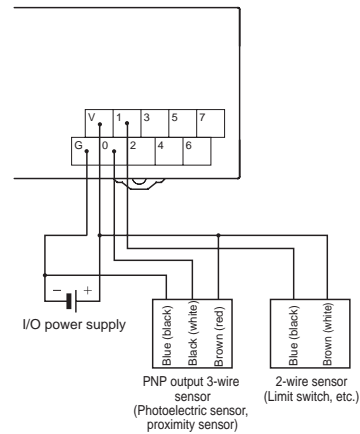 V 1 3 5 7
G 0 2 4 6
− +
I/O power supply
Blue (black)
Black (white)
Brown (red)
Blue (black)
Brown (white)
PNP output 3-wire
sensor
(Photoelectric sensor,
proximity sensor)
2-wire sensor
(Limit switch, etc.)